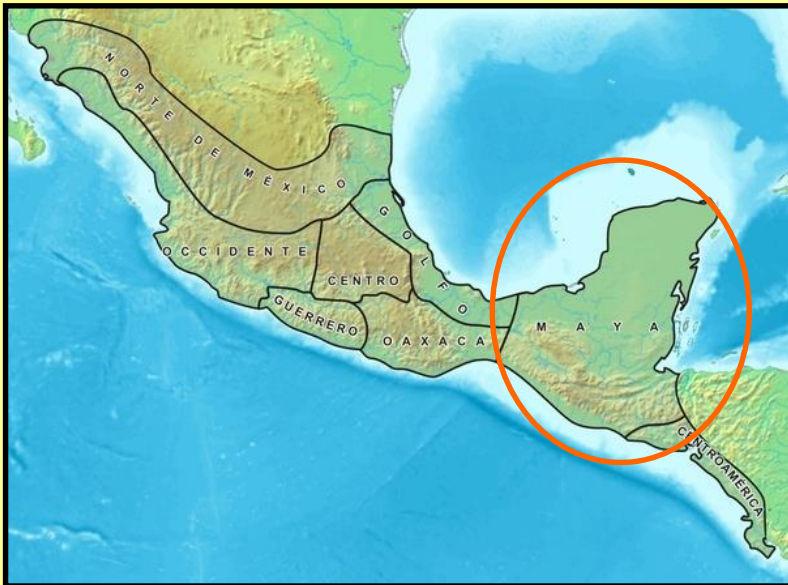 NORTE DE MÉXICO
GOLFO
OCCIDENTE
CENTRO
GUERRERO
OAXACA
MAYA
CENTROAMÉRICA